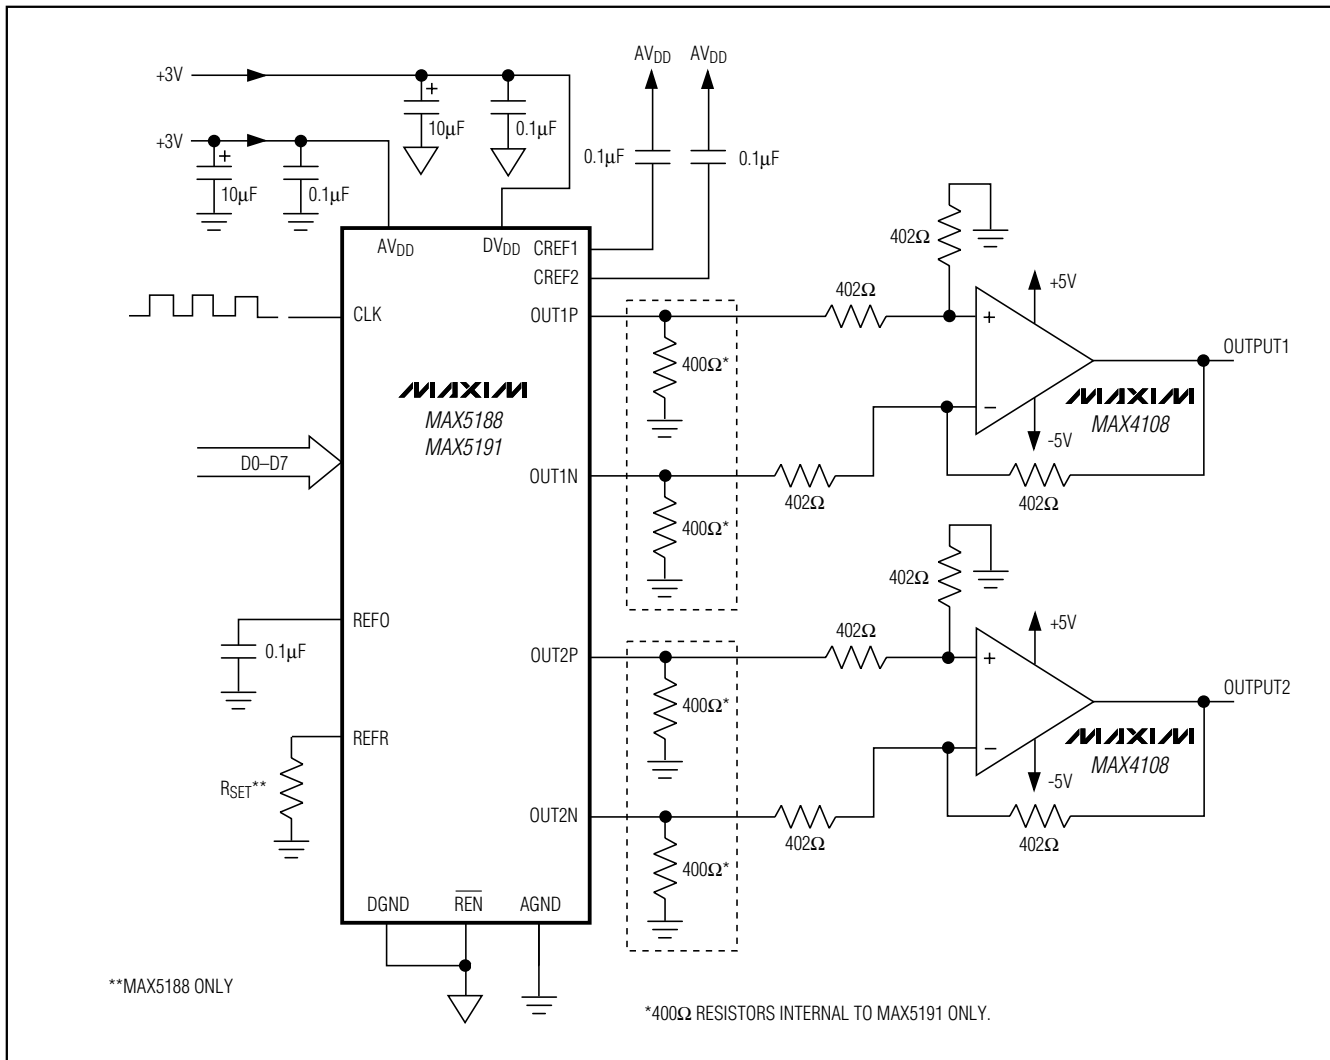 AVDD AVDD
+3V
+
10µF
0.1µF
+3V
+
10µF
0.1µF
0.1µF
0.1µF
AVDD
DVDD
CREF1
CREF2
CLK
OUT1P
MAXIM
MAX5188
MAX5191
D0–D7
OUT1N
REFO
0.1µF
OUT2P
REFR
RSET**
OUT2N
DGND
REN
AGND
400Ω*
400Ω*
400Ω*
400Ω*
402Ω
402Ω
+5V
+
−
-5V
OUTPUT1
MAXIM
MAX4108
402Ω
402Ω
402Ω
402Ω
+5V
+
−
-5V
OUTPUT2
MAXIM
MAX4108
402Ω
402Ω
**MAX5188 ONLY
*400Ω RESISTORS INTERNAL TO MAX5191 ONLY.